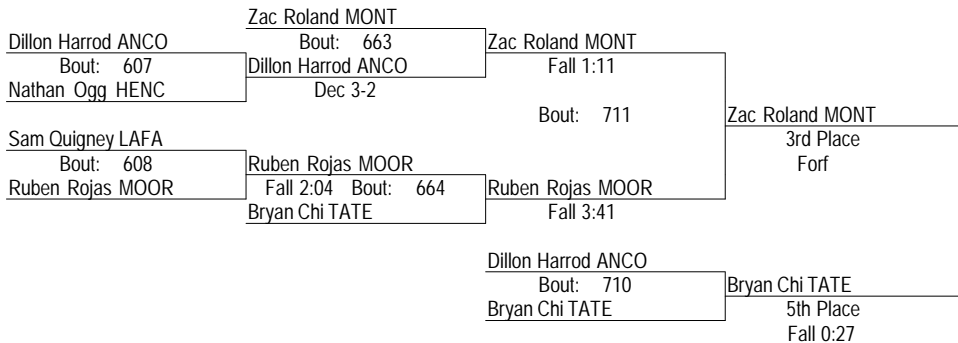 Zac Roland MONT
Dillon Harrod ANCO
Bout: 663
Zac Roland MONT
Bout: 607
Dillon Harrod ANCO
Fall 1:11
Nathan Ogg HENC
Dec 3-2
Bout: 711
Zac Roland MONT
Sam Quigney LAFA
3rd Place
Bout: 608
Ruben Rojas MOOR
Forf
Ruben Rojas MOOR
Fall 2:04 Bout: 664
Ruben Rojas MOOR
Bryan Chi TATE
Fall 3:41
Dillon Harrod ANCO
Bout: 710
Bryan Chi TATE
Bryan Chi TATE
5th Place
Fall 0:27